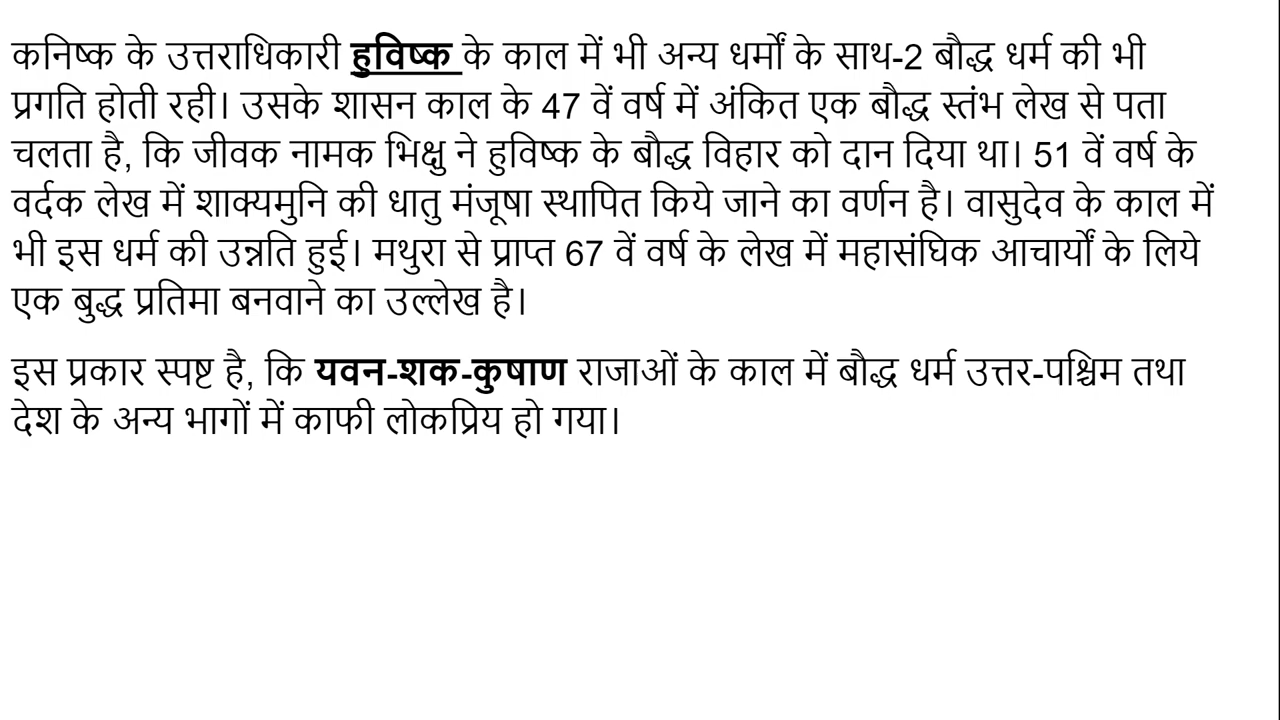 कनिष्क के उत्तराधिकारी हुविष्क के काल में भी अन्य धर्मों के साथ-2 बौद्ध धर्म की भी
प्रगति होती रही। उसके शासन काल के 47 वें वर्ष में अंकित एक बौद्ध स्तंभ लेख से पता
चलता है, कि जीवक नामक भिक्षु ने हुविष्क के बौद्ध विहार को दान दिया था। 51 वें वर्ष के
वर्दक लेख में शाक्यमुनि की धातु मंजूषा स्थापित किये जाने का वर्णन है। वासुदेव के काल में
भी इस धर्म की उन्नति हुई। मथुरा से प्राप्त 67 वें वर्ष के लेख में महासंघिक आचार्यों के लिये
एक बुद्ध प्रतिमा बनवाने का उल्लेख है।
इस प्रकार स्पष्ट है, कि यवन-शक-कुषाण राजाओं के काल में बौद्ध धर्म उत्तर-पश्चिम तथा
देश के अन्य भागों में काफी लोकप्रिय हो गया।